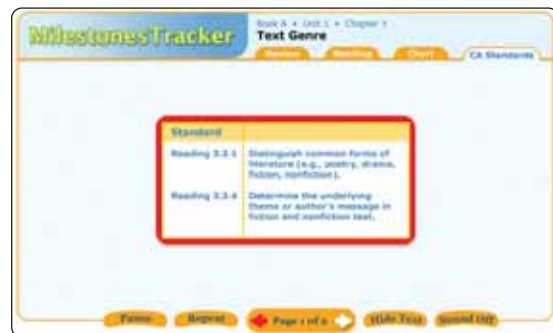 MilestonesTracker
Book A • Unit 1 • Chapter 1
Text Genre
Review Reading Chart CA Standards
Standard
Reading 3.3.1 Distinguish common forms of
literature (e.g., poetry, drama,
fiction, nonfiction).
Reading 3.3.4 Determine the underlying
theme or author's message in
fiction and nonfiction text.
Pause Repeat Page 1 of 2 Hide Text Sound Off